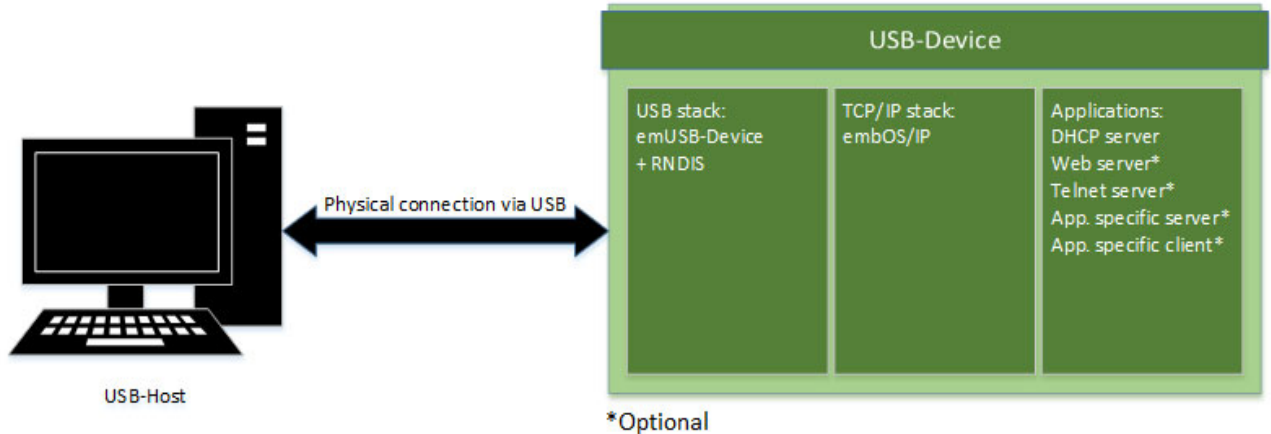 USB-Device
USB stack:
emUSB-Device
+ RNDIS
TCP/IP stack:
embOS/IP
Applications:
DHCP server
Web server*
Telnet server*
App. specific server*
App. specific client*
Physical connection via USB
USB-Host
*Optional